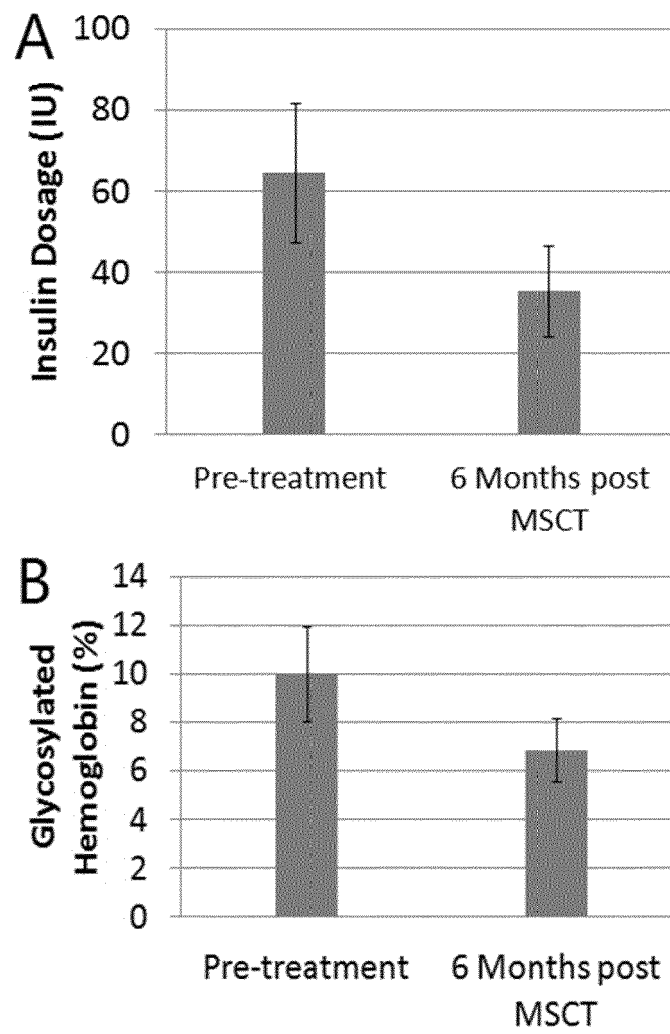 A
Insulin Dosage (IU)
100
80
60
40
20
0
Pre-treatment
6 Months post
MSCT
B
Glycosylated
Hemoglobin (%)
14
12
10
8
6
4
2
0
Pre-treatment
6 Months post
MSCT